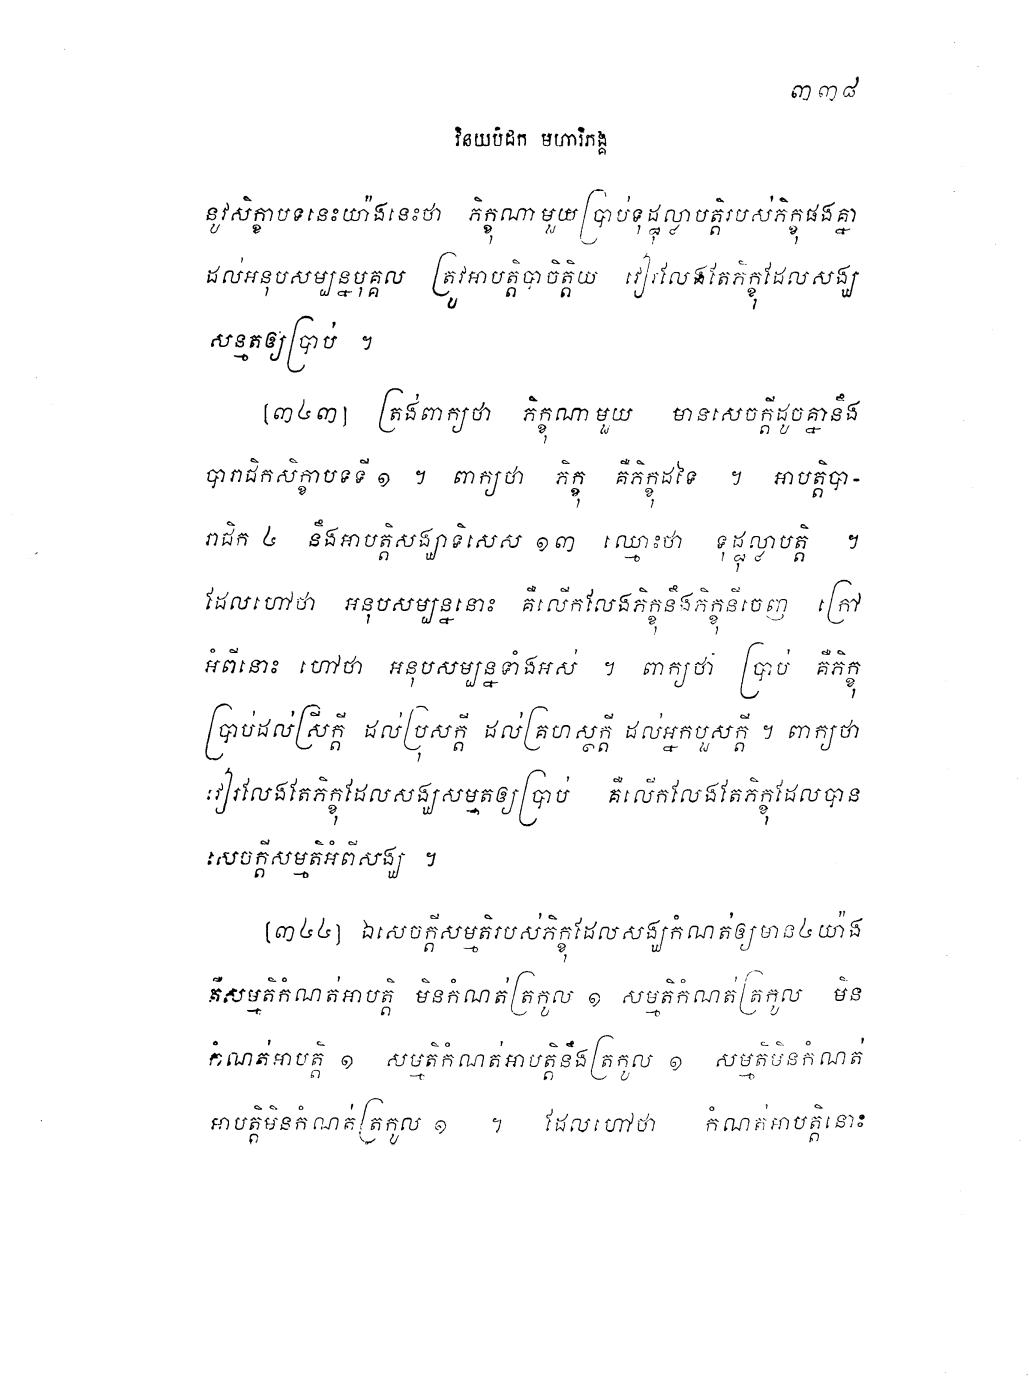 ៣៣៨
វិនយបិដក មហាវិភង្គ
នូវសិក្ខាបទនេះយ៉ាងនេះថា ភិក្ខុណាមួយប្រាប់ទុដ្ឋុល្លាបត្តិរបស់ភិក្ខុផងគ្នា
ដល់អនុបសម្បន្នបុគ្គល ត្រូវអាបត្តិបាចិត្តិយ វៀរលែងតែភិក្ខុដែលសង្ឃ
សន្មតឲ្យប្រាប់ ។
[៣៤៣] ត្រង់ពាក្យថា ភិក្ខុណាមួយ មានសេចក្តីដូចគ្នានឹង
បារាជិកសិក្ខាបទទី ១ ។ ពាក្យថា ភិក្ខុ គឺភិក្ខុដទៃ ។ អាបត្តិបា-
រាជិក ៤ នឹងអាបត្តិសង្ឃាទិសេស ១៣ ឈ្មោះថា ទុដ្ឋុល្លាបត្តិ ។
ដែលហៅថា អនុបសម្បន្ននោះ គឺលើកលែងភិក្ខុនឹងភិក្ខុនីចេញ ក្រៅ
អំពីនោះ ហៅថា អនុបសម្បន្នទាំងអស់ ។ ពាក្យថា ប្រាប់ គឺភិក្ខុ
ប្រាប់ដល់ស្រីក្តី ដល់ប្រុសក្តី ដល់គ្រហស្ថក្តី ដល់អ្នកបួសក្តី ។ ពាក្យថា
វៀរលែងតែភិក្ខុដែលសង្ឃសម្មតឲ្យប្រាប់ គឺលើកលែងតែភិក្ខុដែលបាន
សេចក្តីសម្មតិអំពីសង្ឃ ។
[៣៤៤] ឯសេចក្តីសម្មតិរបស់ភិក្ខុដែលសង្ឃកំណត់ឲ្យមាន៤យ៉ាង
គឺសម្មតិកំណត់អាបត្តិ មិនកំណត់ត្រកូល ១ សម្មតិកំណត់ត្រកូល មិន
កំណត់អាបត្តិ ១ សម្មតិកំណត់អាបត្តិនឹងត្រកូល ១ សម្មតិមិនកំណត់
អាបត្តិមិនកំណត់ត្រកូល ១ ។ ដែលហៅថា កំណត់អាបត្តិនោះ